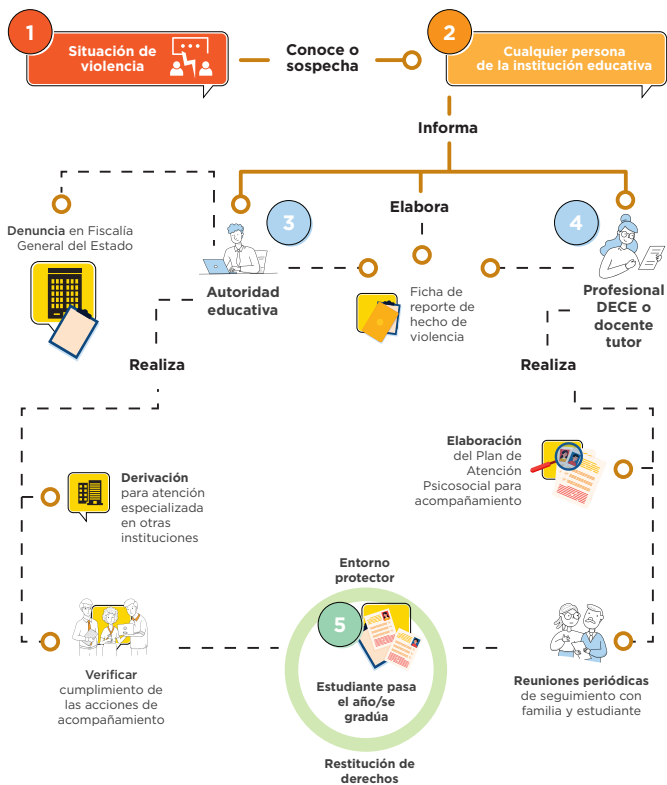 1
Situación de
violencia
Conoce o
sospecha
2
Cualquier persona
de la institución educativa
Informa
Denuncia en Fiscalía
General del Estado
3
Autoridad
educativa
Elabora
Ficha de
reporte de
hecho de
violencia
4
Profesional
DECE o
docente
tutor
Realiza
Realiza
Derivación
para atención
especializada
en otras
instituciones
Elaboración
del Plan de
Atención
Psicosocial para
acompañamiento
Verificar
cumplimiento de
las acciones de
acompañamiento
Entorno
protector
5
Estudiante pasa
el año/se
gradúa
Restitución de
derechos
Reuniones periódicas
de seguimiento con
familia y estudiante